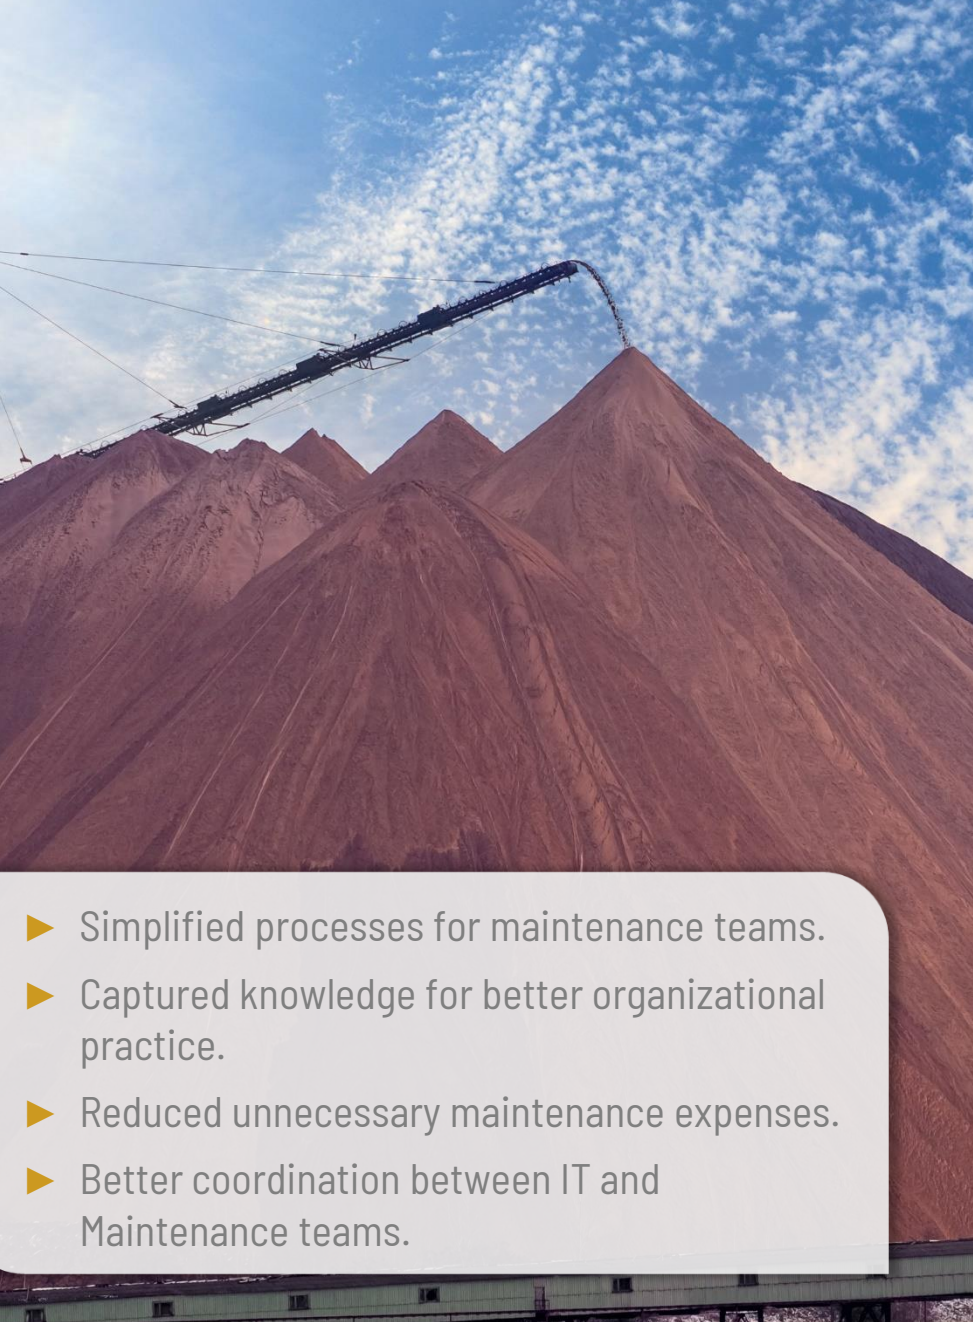 Simplified processes for maintenance teams.
Captured knowledge for better organizational
practice.
Reduced unnecessary maintenance expenses.
Better coordination between IT and
Maintenance teams.